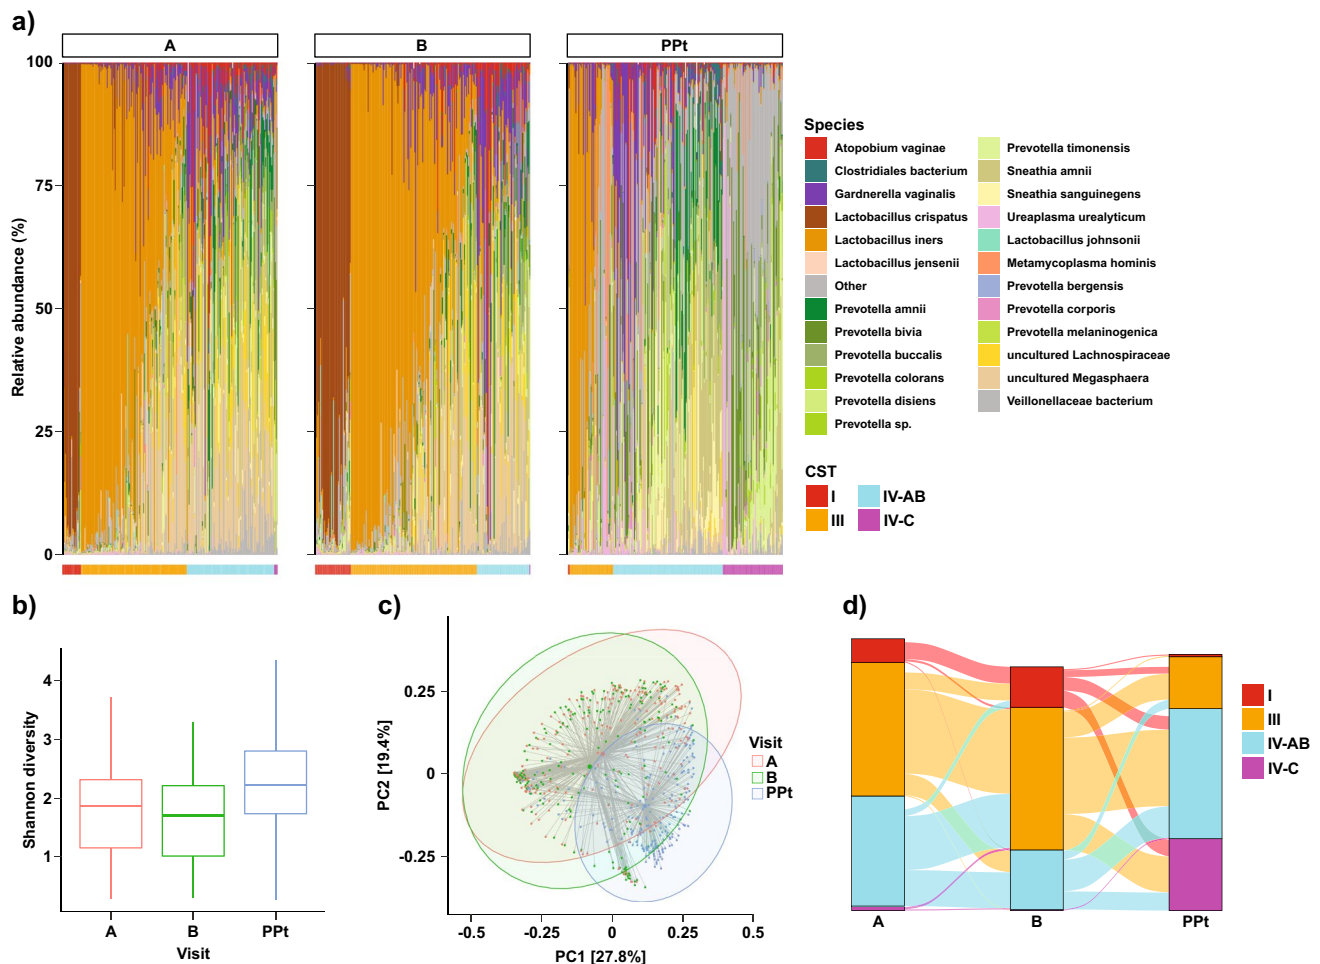 a)
A
B
PPt
Relative abundance (%)
100
75
50
25
0
Species
Atopobium vaginae
Clostridiales bacterium
Gardnerella vaginalis
Lactobacillus crispatus
Lactobacillus iners
Lactobacillus jensenii
Other
Prevotella amnii
Prevotella bivia
Prevotella buccalis
Prevotella colorans
Prevotella disiens
Prevotella sp.
Prevotella timonensis
Sneathia amnii
Sneathia sanguinegens
Ureaplasma urealyticum
Lactobacillus johnsonii
Metamycoplasma hominis
Prevotella bergensis
Prevotella corporis
Prevotella melaninogenica
uncultured Lachnospiraceae
uncultured Megasphaera
Veillonellaceae bacterium
CST
I
III
IV-AB
IV-C
b)
Shannon diversity
4
3
2
1
A
B
PPt
Visit
c)
PC2 [19.4%]
0.25
0
-0.25
-0.5
-0.25
0
0.25
0.5
PC1 [27.8%]
Visit
A
B
PPt
d)
A
B
PPt
I
III
IV-AB
IV-C